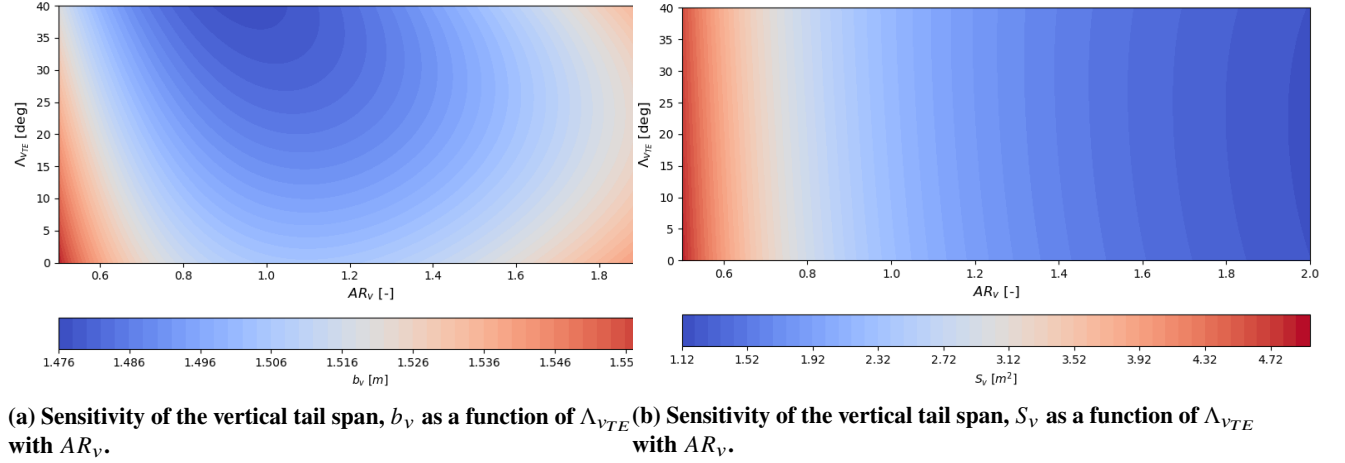 40
35
30
25
20
15
10
5
0
Λ_{v_{TE}} [deg]
0.6 0.8 1.0 1.2 1.4 1.6 1.8
AR_v [-]
1.476 1.486 1.496 1.506 1.516 1.526 1.536 1.546 1.55
b_v [m]
40
35
30
25
20
15
10
5
0
Λ_{v_{TE}} [deg]
0.6 0.8 1.0 1.2 1.4 1.6 1.8 2.0
AR_v [-]
1.12 1.52 1.92 2.32 2.72 3.12 3.52 3.92 4.32 4.72
S_v [m²]
(a) Sensitivity of the vertical tail span, b_v as a function of Λ_{v_{TE}}
with AR_v.
(b) Sensitivity of the vertical tail span, S_v as a function of Λ_{v_{TE}}
with AR_v.